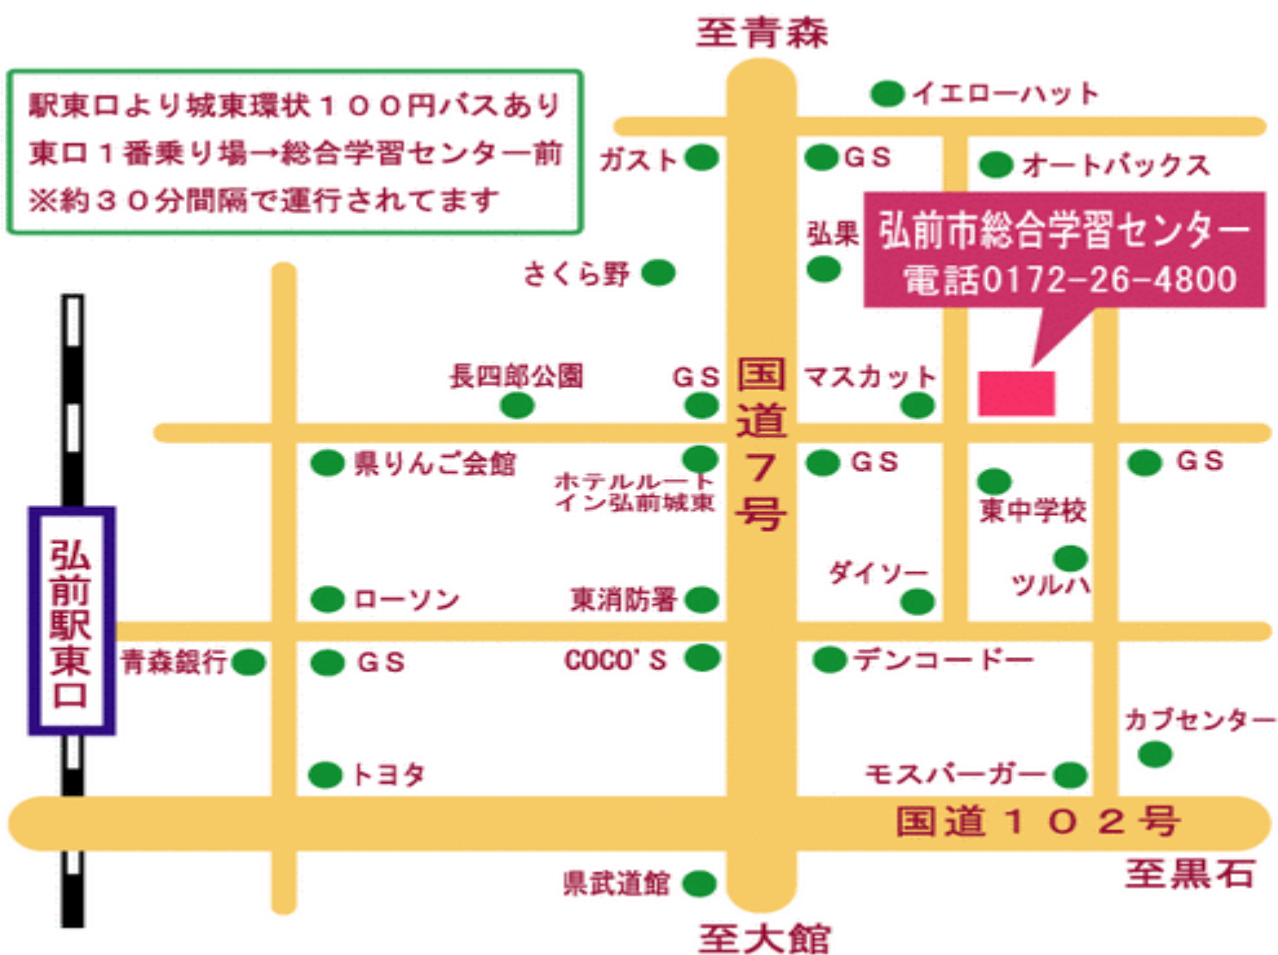 至青森
イエローハット
駅東口より城東環状１００円バスあり
東口１番乗り場→総合学習センター前
※約３０分間隔で運行されてます
ガスト
ＧＳ
オートバックス
弘果
弘前市総合学習センター
電話0172-26-4800
さくら野
長四郎公園
ＧＳ
国道７号
マスカット
県りんご会館
ホテルルート
イン弘前城東
ＧＳ
ＧＳ
東中学校
弘前駅東口
ダイソー
ツルハ
ローソン
東消防署
青森銀行
ＧＳ
COCO'S
デンコードー
カブセンター
トヨタ
モスバーガー
国道１０２号
至黒石
県武道館
至大館